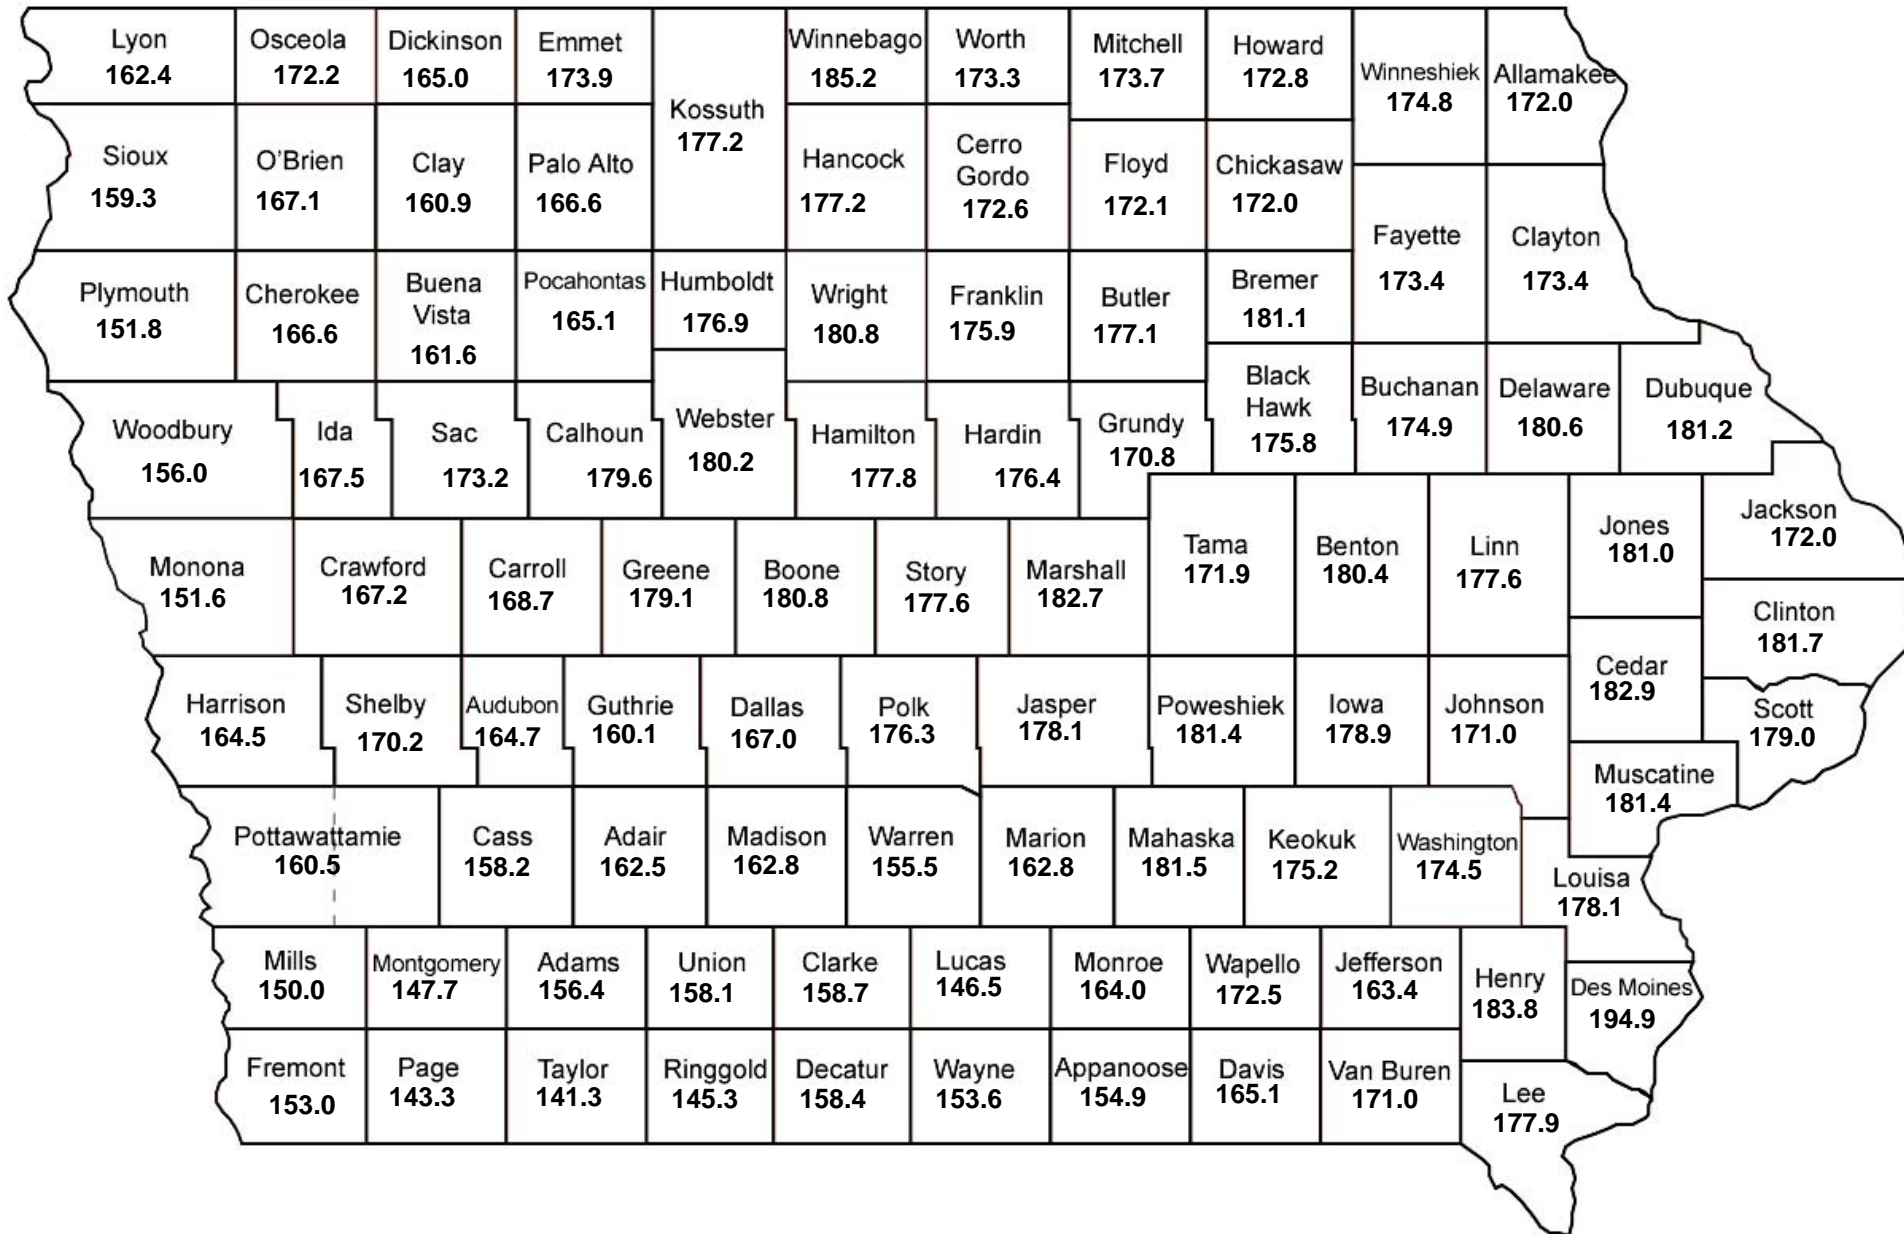 Lyon
162.4
Osceola
172.2
Dickinson
165.0
Emmet
173.9
Kossuth
177.2
Winnebago
185.2
Worth
173.3
Mitchell
173.7
Howard
172.8
Winneshiek
174.8
Allamakee
172.0
Sioux
159.3
O'Brien
167.1
Clay
160.9
Palo Alto
166.6
Hancock
177.2
Cerro
Gordo
172.6
Floyd
172.1
Chickasaw
172.0
Fayette
173.4
Clayton
173.4
Plymouth
151.8
Cherokee
166.6
Buena
Vista
161.6
Pocahontas
165.1
Humboldt
176.9
Wright
180.8
Franklin
175.9
Butler
177.1
Bremer
181.1
Woodbury
156.0
Ida
167.5
Sac
173.2
Calhoun
179.6
Webster
180.2
Hamilton
177.8
Hardin
176.4
Grundy
170.8
Black
Hawk
175.8
Buchanan
174.9
Delaware
180.6
Dubuque
181.2
Monona
151.6
Crawford
167.2
Carroll
168.7
Greene
179.1
Boone
180.8
Story
177.6
Marshall
182.7
Tama
171.9
Benton
180.4
Linn
177.6
Jones
181.0
Jackson
172.0
Clinton
181.7
Cedar
182.9
Scott
179.0
Harrison
164.5
Shelby
170.2
Audubon
164.7
Guthrie
160.1
Dallas
167.0
Polk
176.3
Jasper
178.1
Poweshiek
181.4
Iowa
178.9
Johnson
171.0
Muscatine
181.4
Pottawattamie
160.5
Cass
158.2
Adair
162.5
Madison
162.8
Warren
155.5
Marion
162.8
Mahaska
181.5
Keokuk
175.2
Washington
174.5
Louisa
178.1
Mills
150.0
Montgomery
147.7
Adams
156.4
Union
158.1
Clarke
158.7
Lucas
146.5
Monroe
164.0
Wapello
172.5
Jefferson
163.4
Henry
183.8
Des Moines
194.9
Fremont
153.0
Page
143.3
Taylor
141.3
Ringgold
145.3
Decatur
158.4
Wayne
153.6
Appanoose
154.9
Davis
165.1
Van Buren
171.0
Lee
177.9